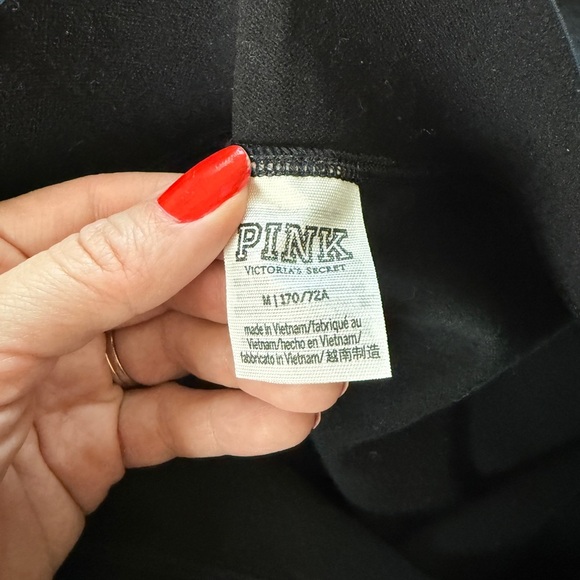 PINK
VICTORIA'S SECRET
M|170/72A
made in Vietnam/fabriqué au
Vietnam/hecho en Vietnam/
fabbricato in Vietnam/越南制造